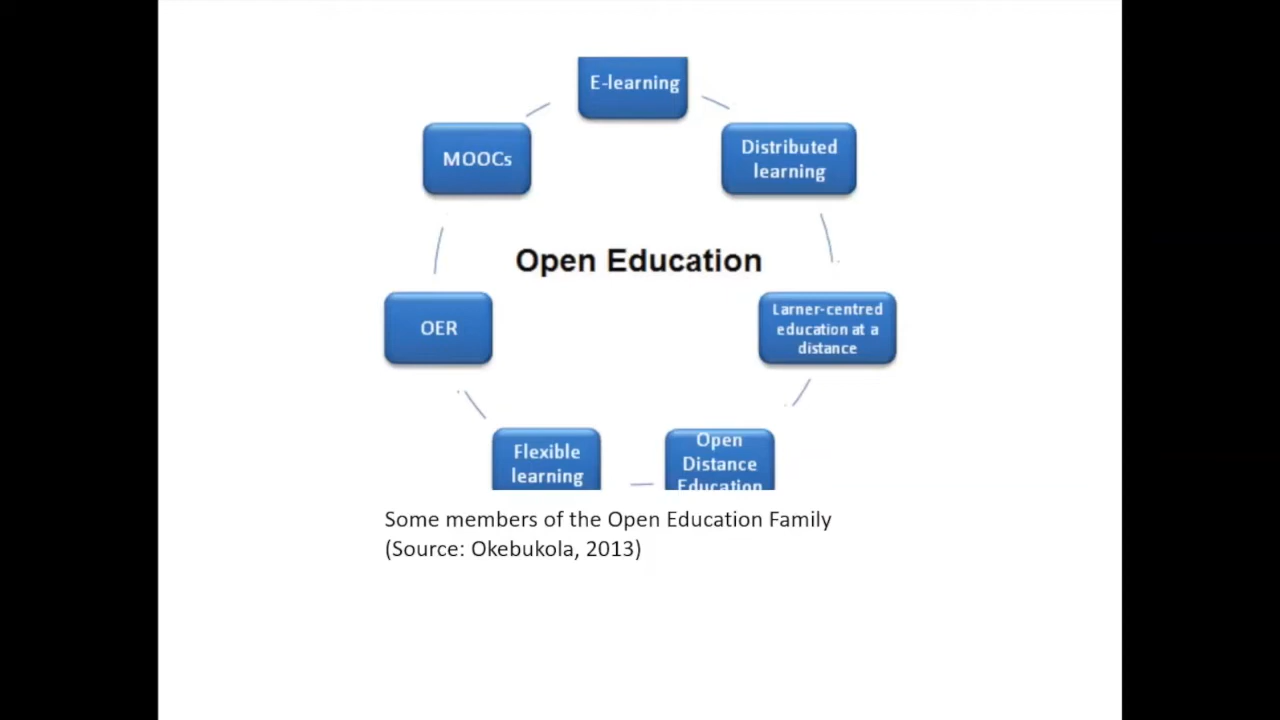 E-learning
MOOCs
Distributed
learning
Open Education
OER
Larner-centred
education at a
distance
Flexible
learning
Open
Distance
Education
Some members of the Open Education Family
(Source: Okebukola, 2013)